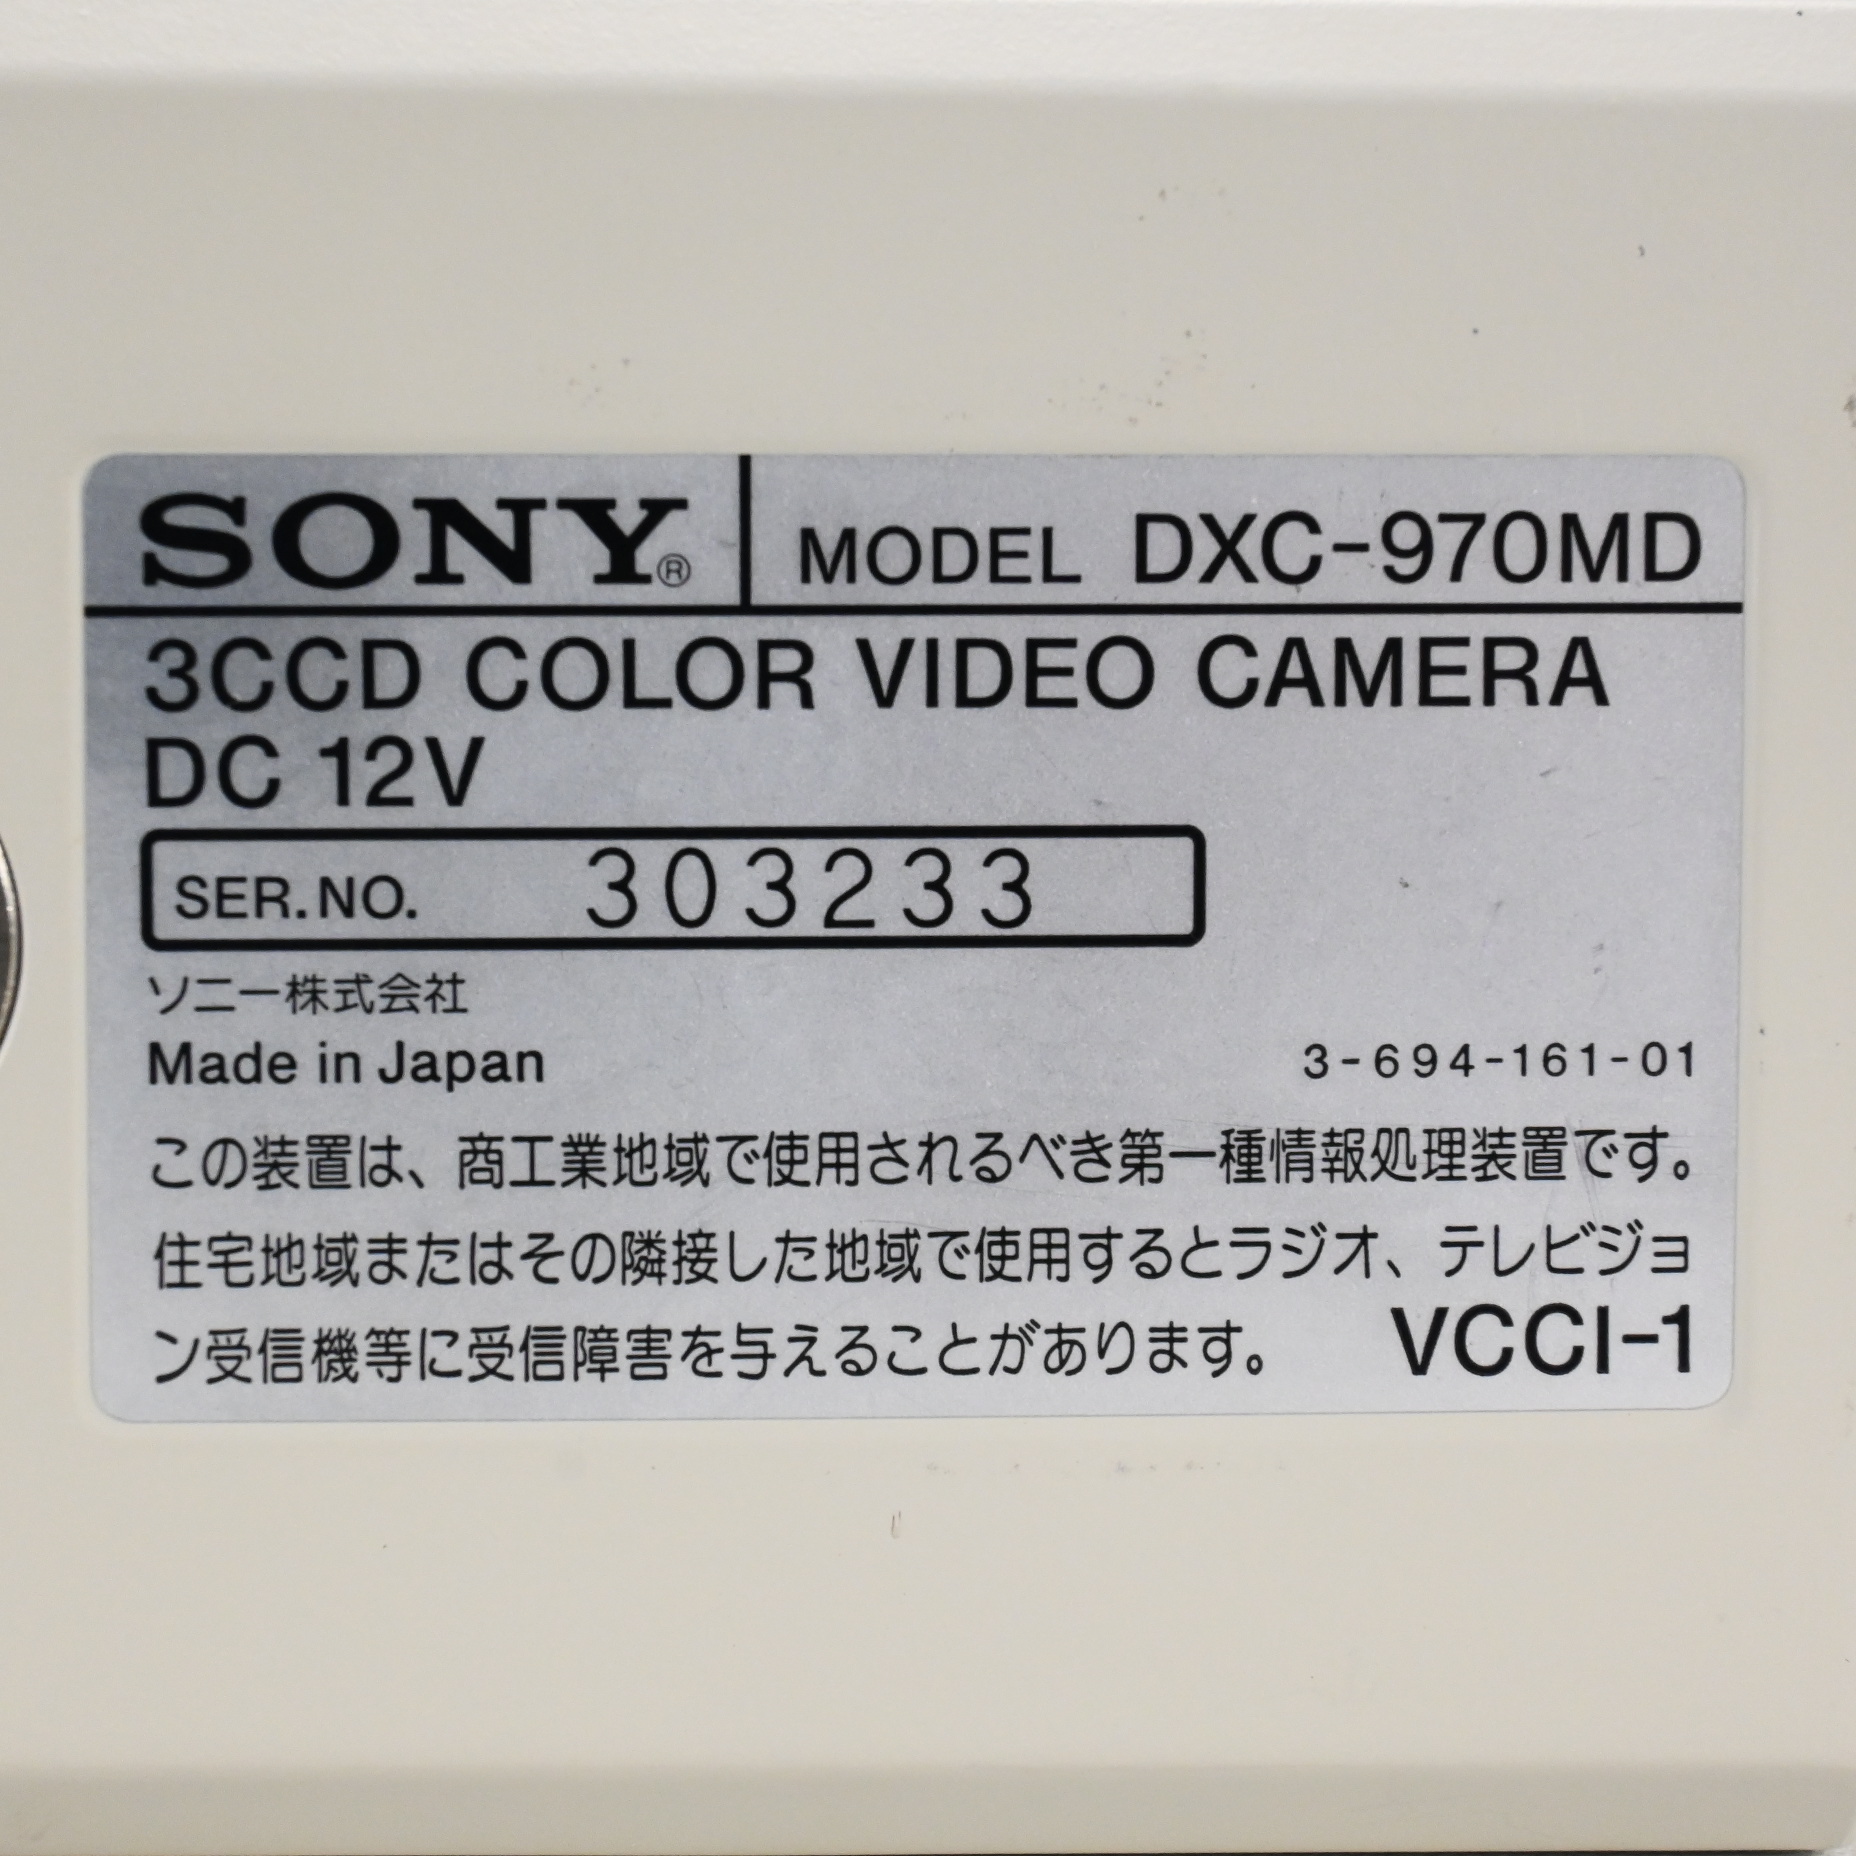 SONY® MODEL DXC-970MD
3CCD COLOR VIDEO CAMERA
DC 12V
SER.NO. 303233
ソニー株式会社
Made in Japan 3-694-161-01
この装置は、商工業地域で使用されるべき第一種情報処理装置です。
住宅地域またはその隣接した地域で使用するとラジオ、テレビジョ
ン受信機等に受信障害を与えることがあります。 VCCI-1